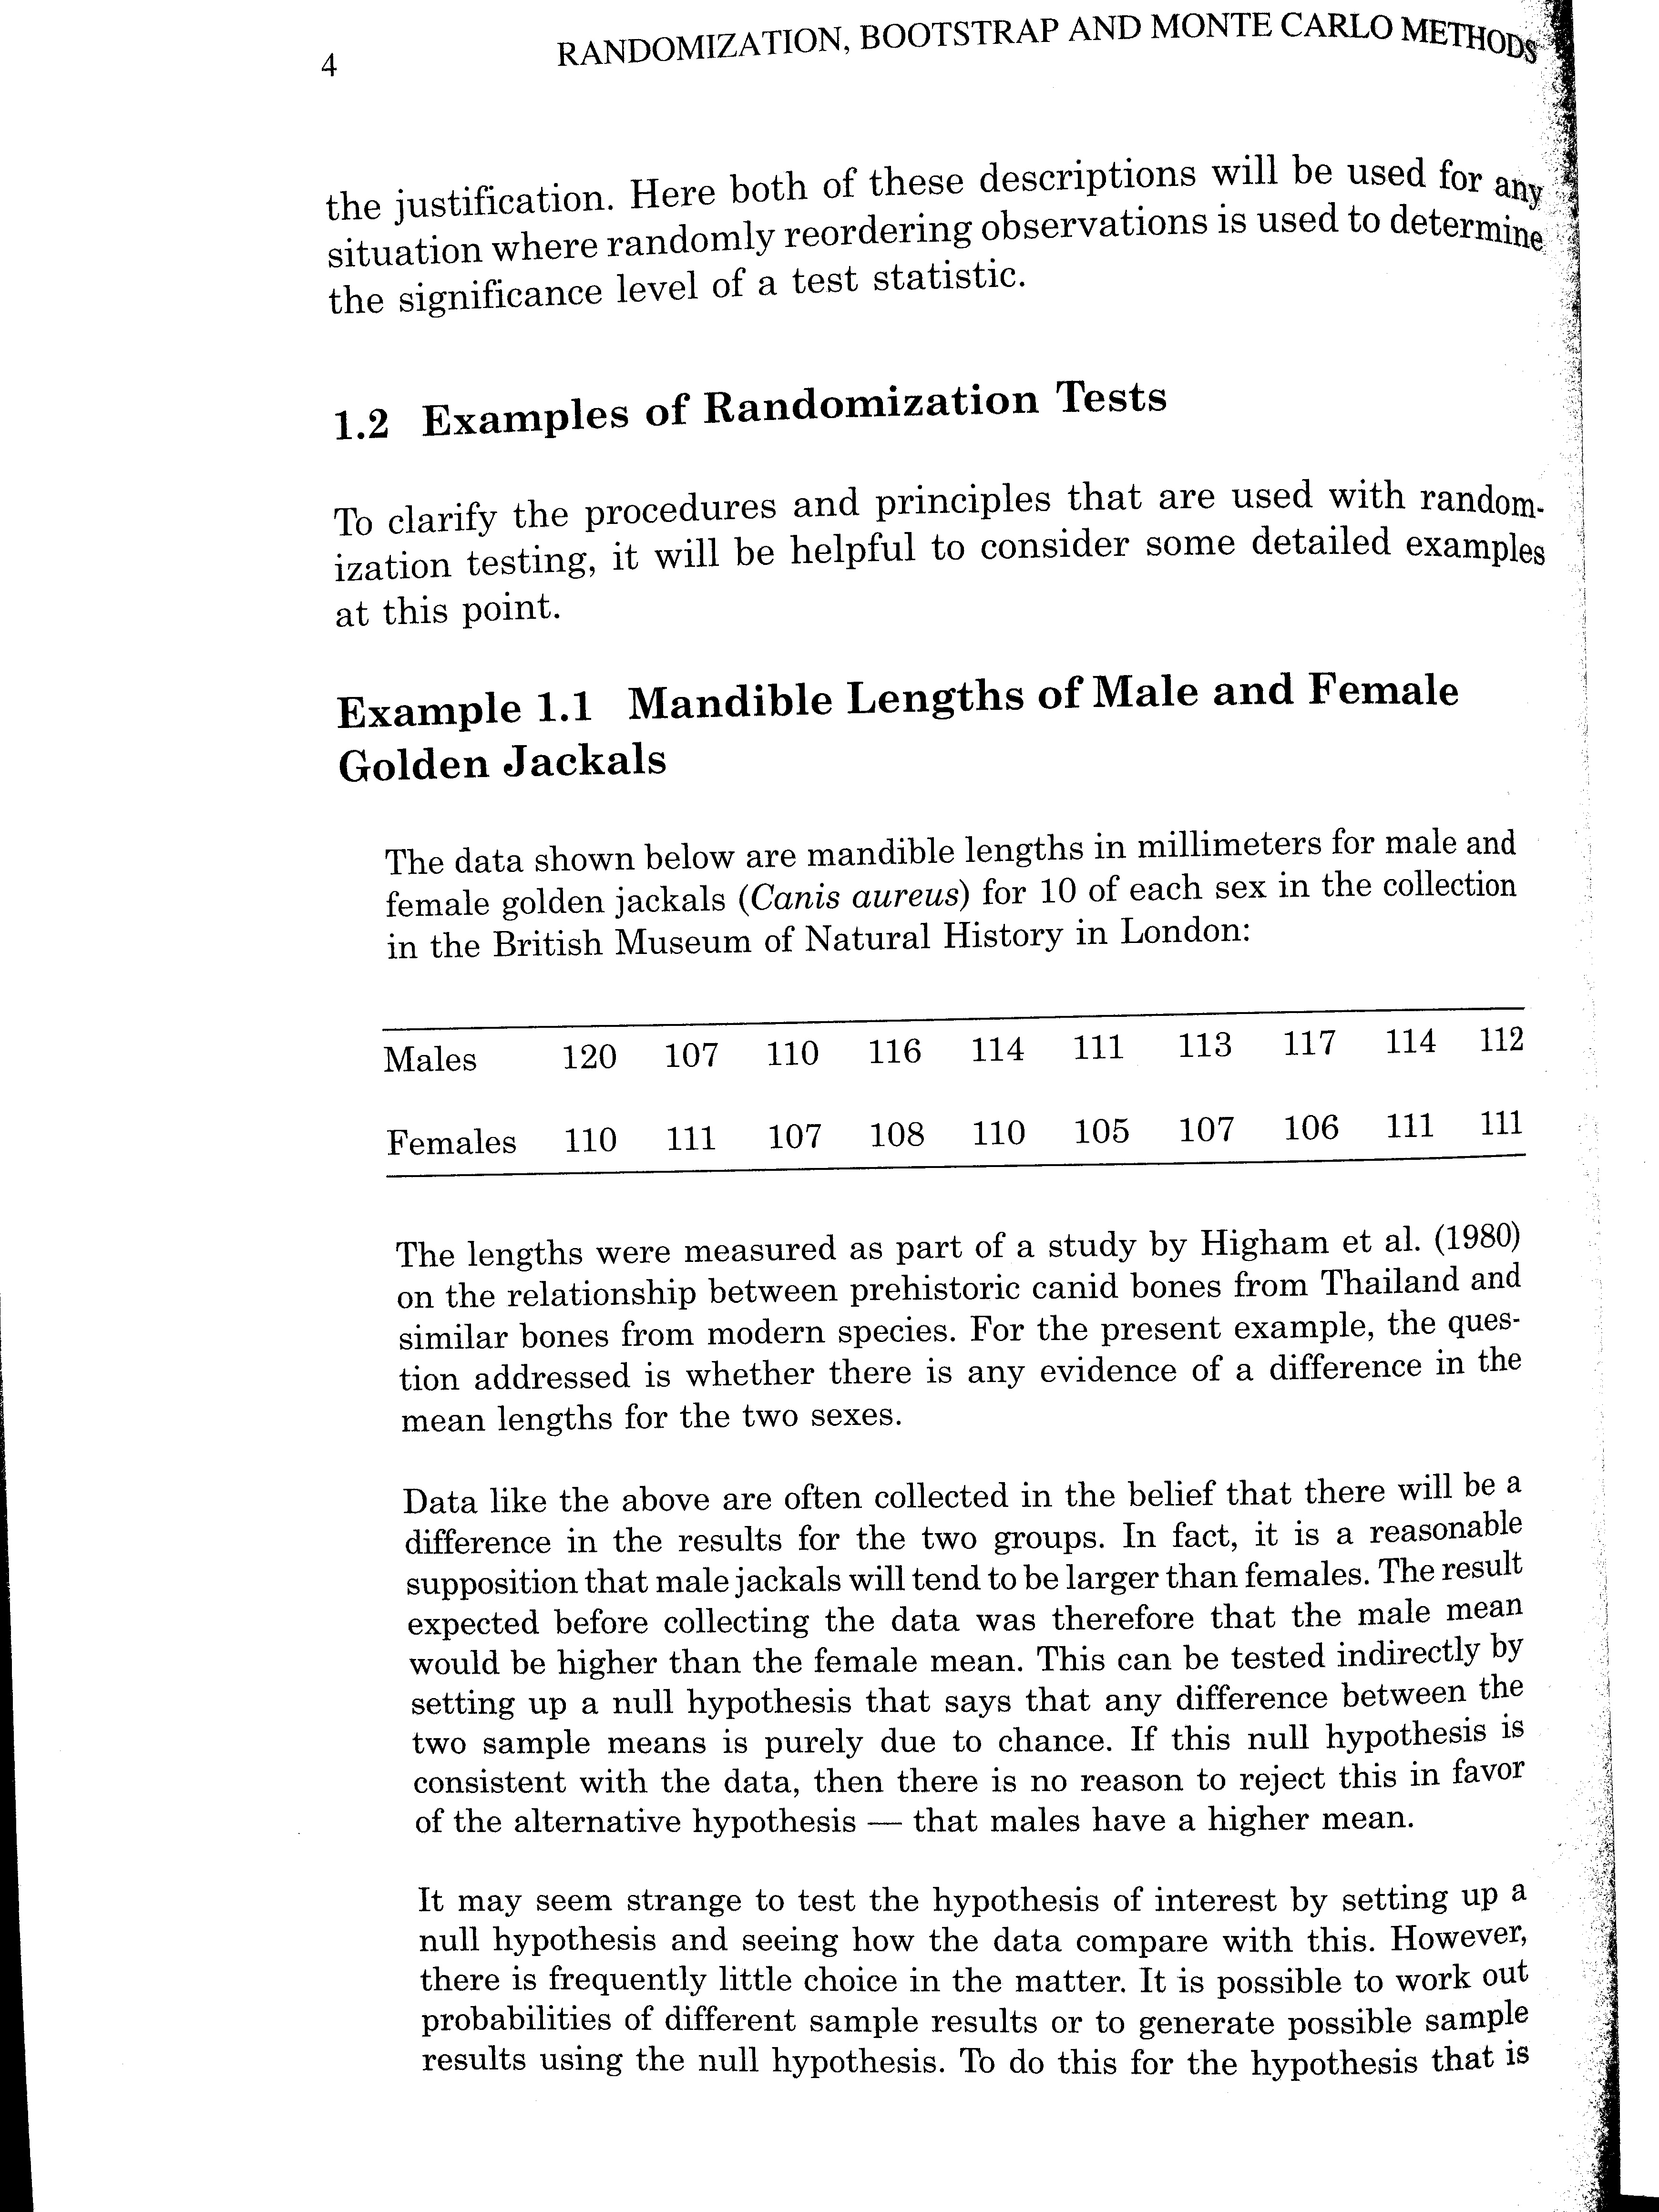 4 RANDOMIZATION, BOOTSTRAP AND MONTE CARLO METHODS
the justification. Here both of these descriptions will be used for any
situation where randomly reordering observations is used to determine
the significance level of a test statistic.
1.2 Examples of Randomization Tests
To clarify the procedures and principles that are used with random-
ization testing, it will be helpful to consider some detailed examples
at this point.
Example 1.1 Mandible Lengths of Male and Female
Golden Jackals
The data shown below are mandible lengths in millimeters for male and
female golden jackals (Canis aureus) for 10 of each sex in the collection
in the British Museum of Natural History in London:
Males 120 107 110 116 114 111 113 117 114 112
Females 110 111 107 108 110 105 107 106 111 111
The lengths were measured as part of a study by Higham et al. (1980)
on the relationship between prehistoric canid bones from Thailand and
similar bones from modern species. For the present example, the ques-
tion addressed is whether there is any evidence of a difference in the
mean lengths for the two sexes.
Data like the above are often collected in the belief that there will be a
difference in the results for the two groups. In fact, it is a reasonable
supposition that male jackals will tend to be larger than females. The result
expected before collecting the data was therefore that the male mean
would be higher than the female mean. This can be tested indirectly by
setting up a null hypothesis that says that any difference between the
two sample means is purely due to chance. If this null hypothesis is
consistent with the data, then there is no reason to reject this in favor
of the alternative hypothesis — that males have a higher mean.
It may seem strange to test the hypothesis of interest by setting up a
null hypothesis and seeing how the data compare with this. However,
there is frequently little choice in the matter. It is possible to work out
probabilities of different sample results or to generate possible sample
results using the null hypothesis. To do this for the hypothesis that is